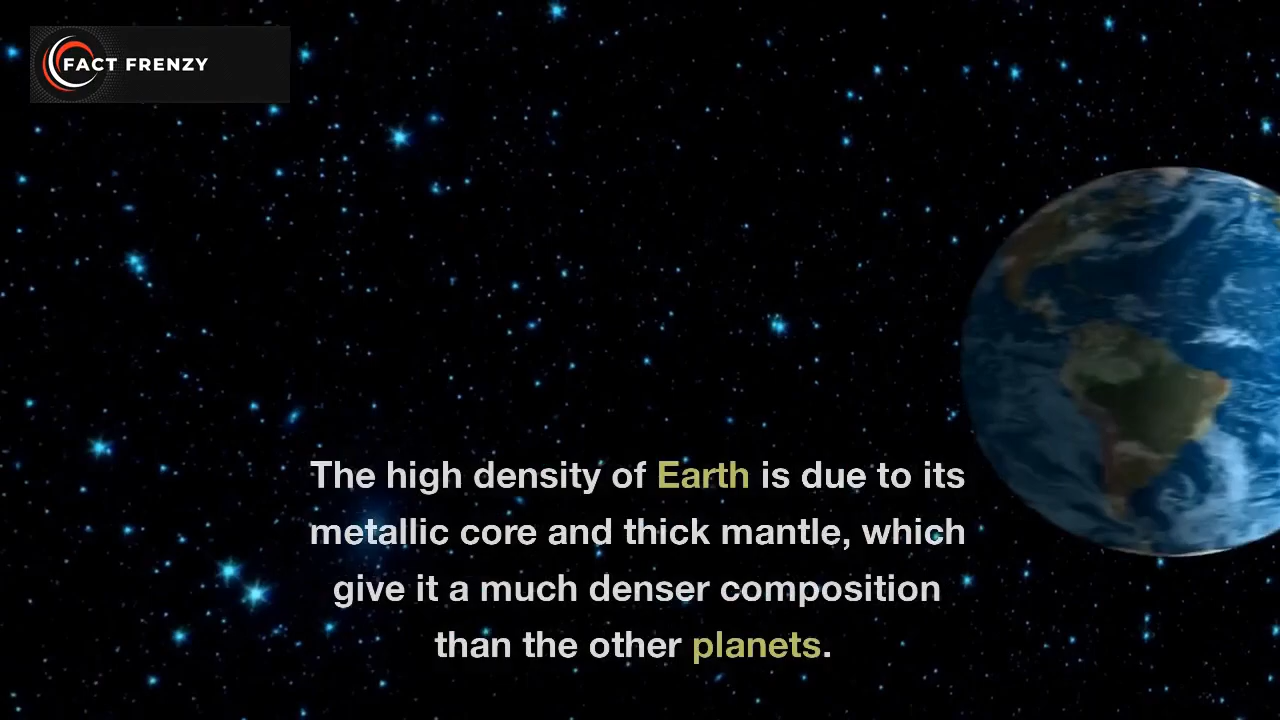 FACT FRENZY
The high density of Earth is due to its
metallic core and thick mantle, which
give it a much denser composition
than the other planets.